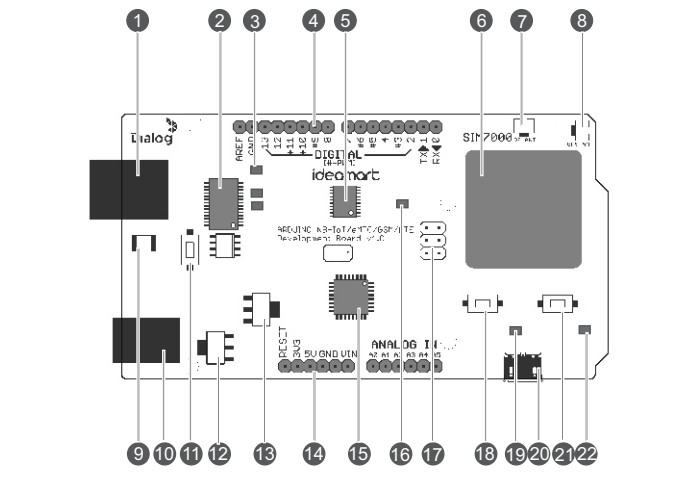 1 2 3 4 5 6 7 8
Dialog
AREF GND 13 12 *11 *10 *9 8 7 *6 *5 4 *3 2 TX RX 0
DIGITAL
ideamart
SIM7000
ARDUINO NB-IoT/eMTC/GSM/LTE
Development Board v1.0
RESET 3V3 5V GND VIN
ANALOG IN
A0 A1 A2 A3 A4 A5
9 10 11 12 13 14 15 16 17 18 19 20 21 22